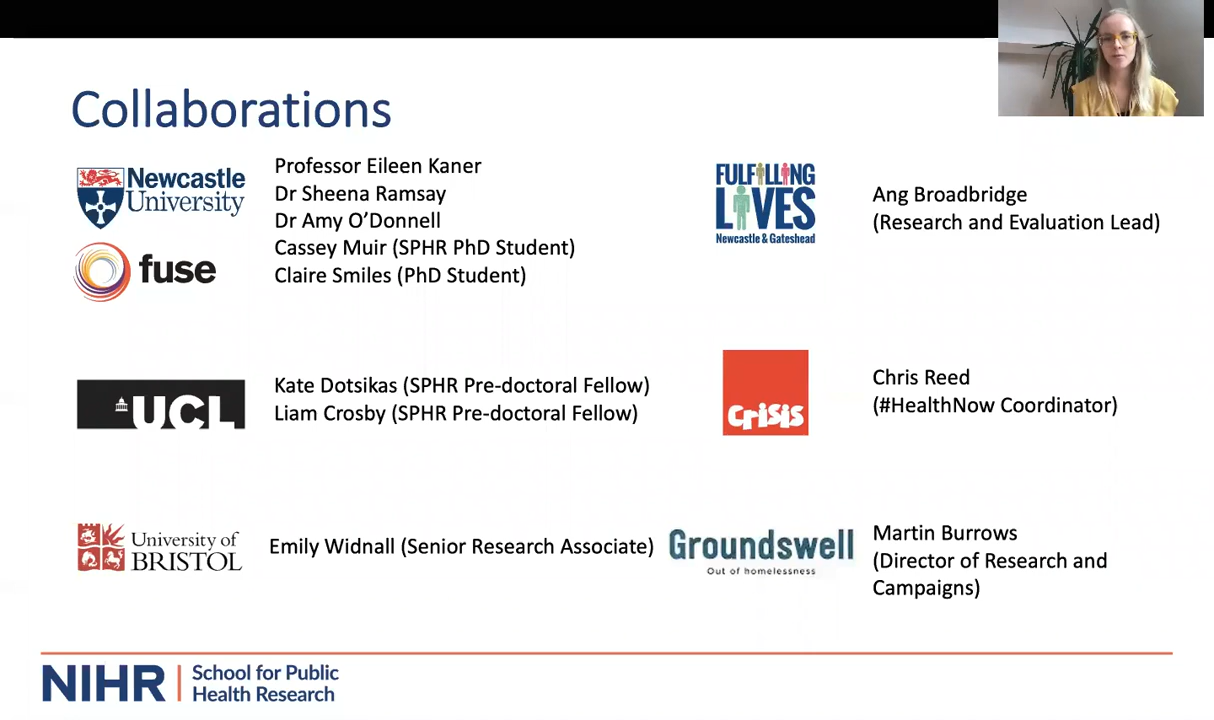 Collaborations
Newcastle
University
fuse
Professor Eileen Kaner
Dr Sheena Ramsay
Dr Amy O’Donnell
Cassey Muir (SPHR PhD Student)
Claire Smiles (PhD Student)
FULFILLING
LIVES
Newcastle & Gateshead
Ang Broadbridge
(Research and Evaluation Lead)
UCL
Kate Dotsikas (SPHR Pre-doctoral Fellow)
Liam Crosby (SPHR Pre-doctoral Fellow)
CRISIS
Chris Reed
(#HealthNow Coordinator)
University of
BRISTOL
Emily Widnall (Senior Research Associate)
Groundswell
Out of homelessness
Martin Burrows
(Director of Research and
Campaigns)
NIHR
School for Public
Health Research